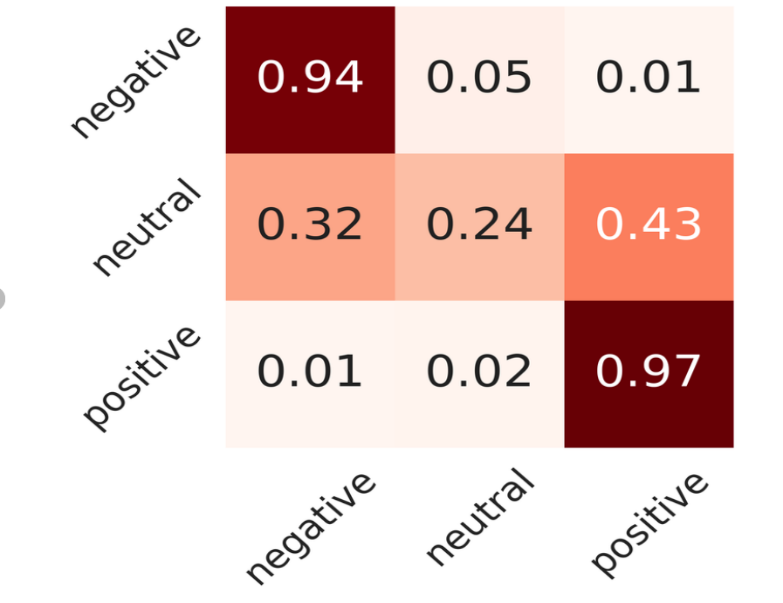 negative 0.94 0.05 0.01
neutral 0.32 0.24 0.43
positive 0.01 0.02 0.97
negative neutral positive